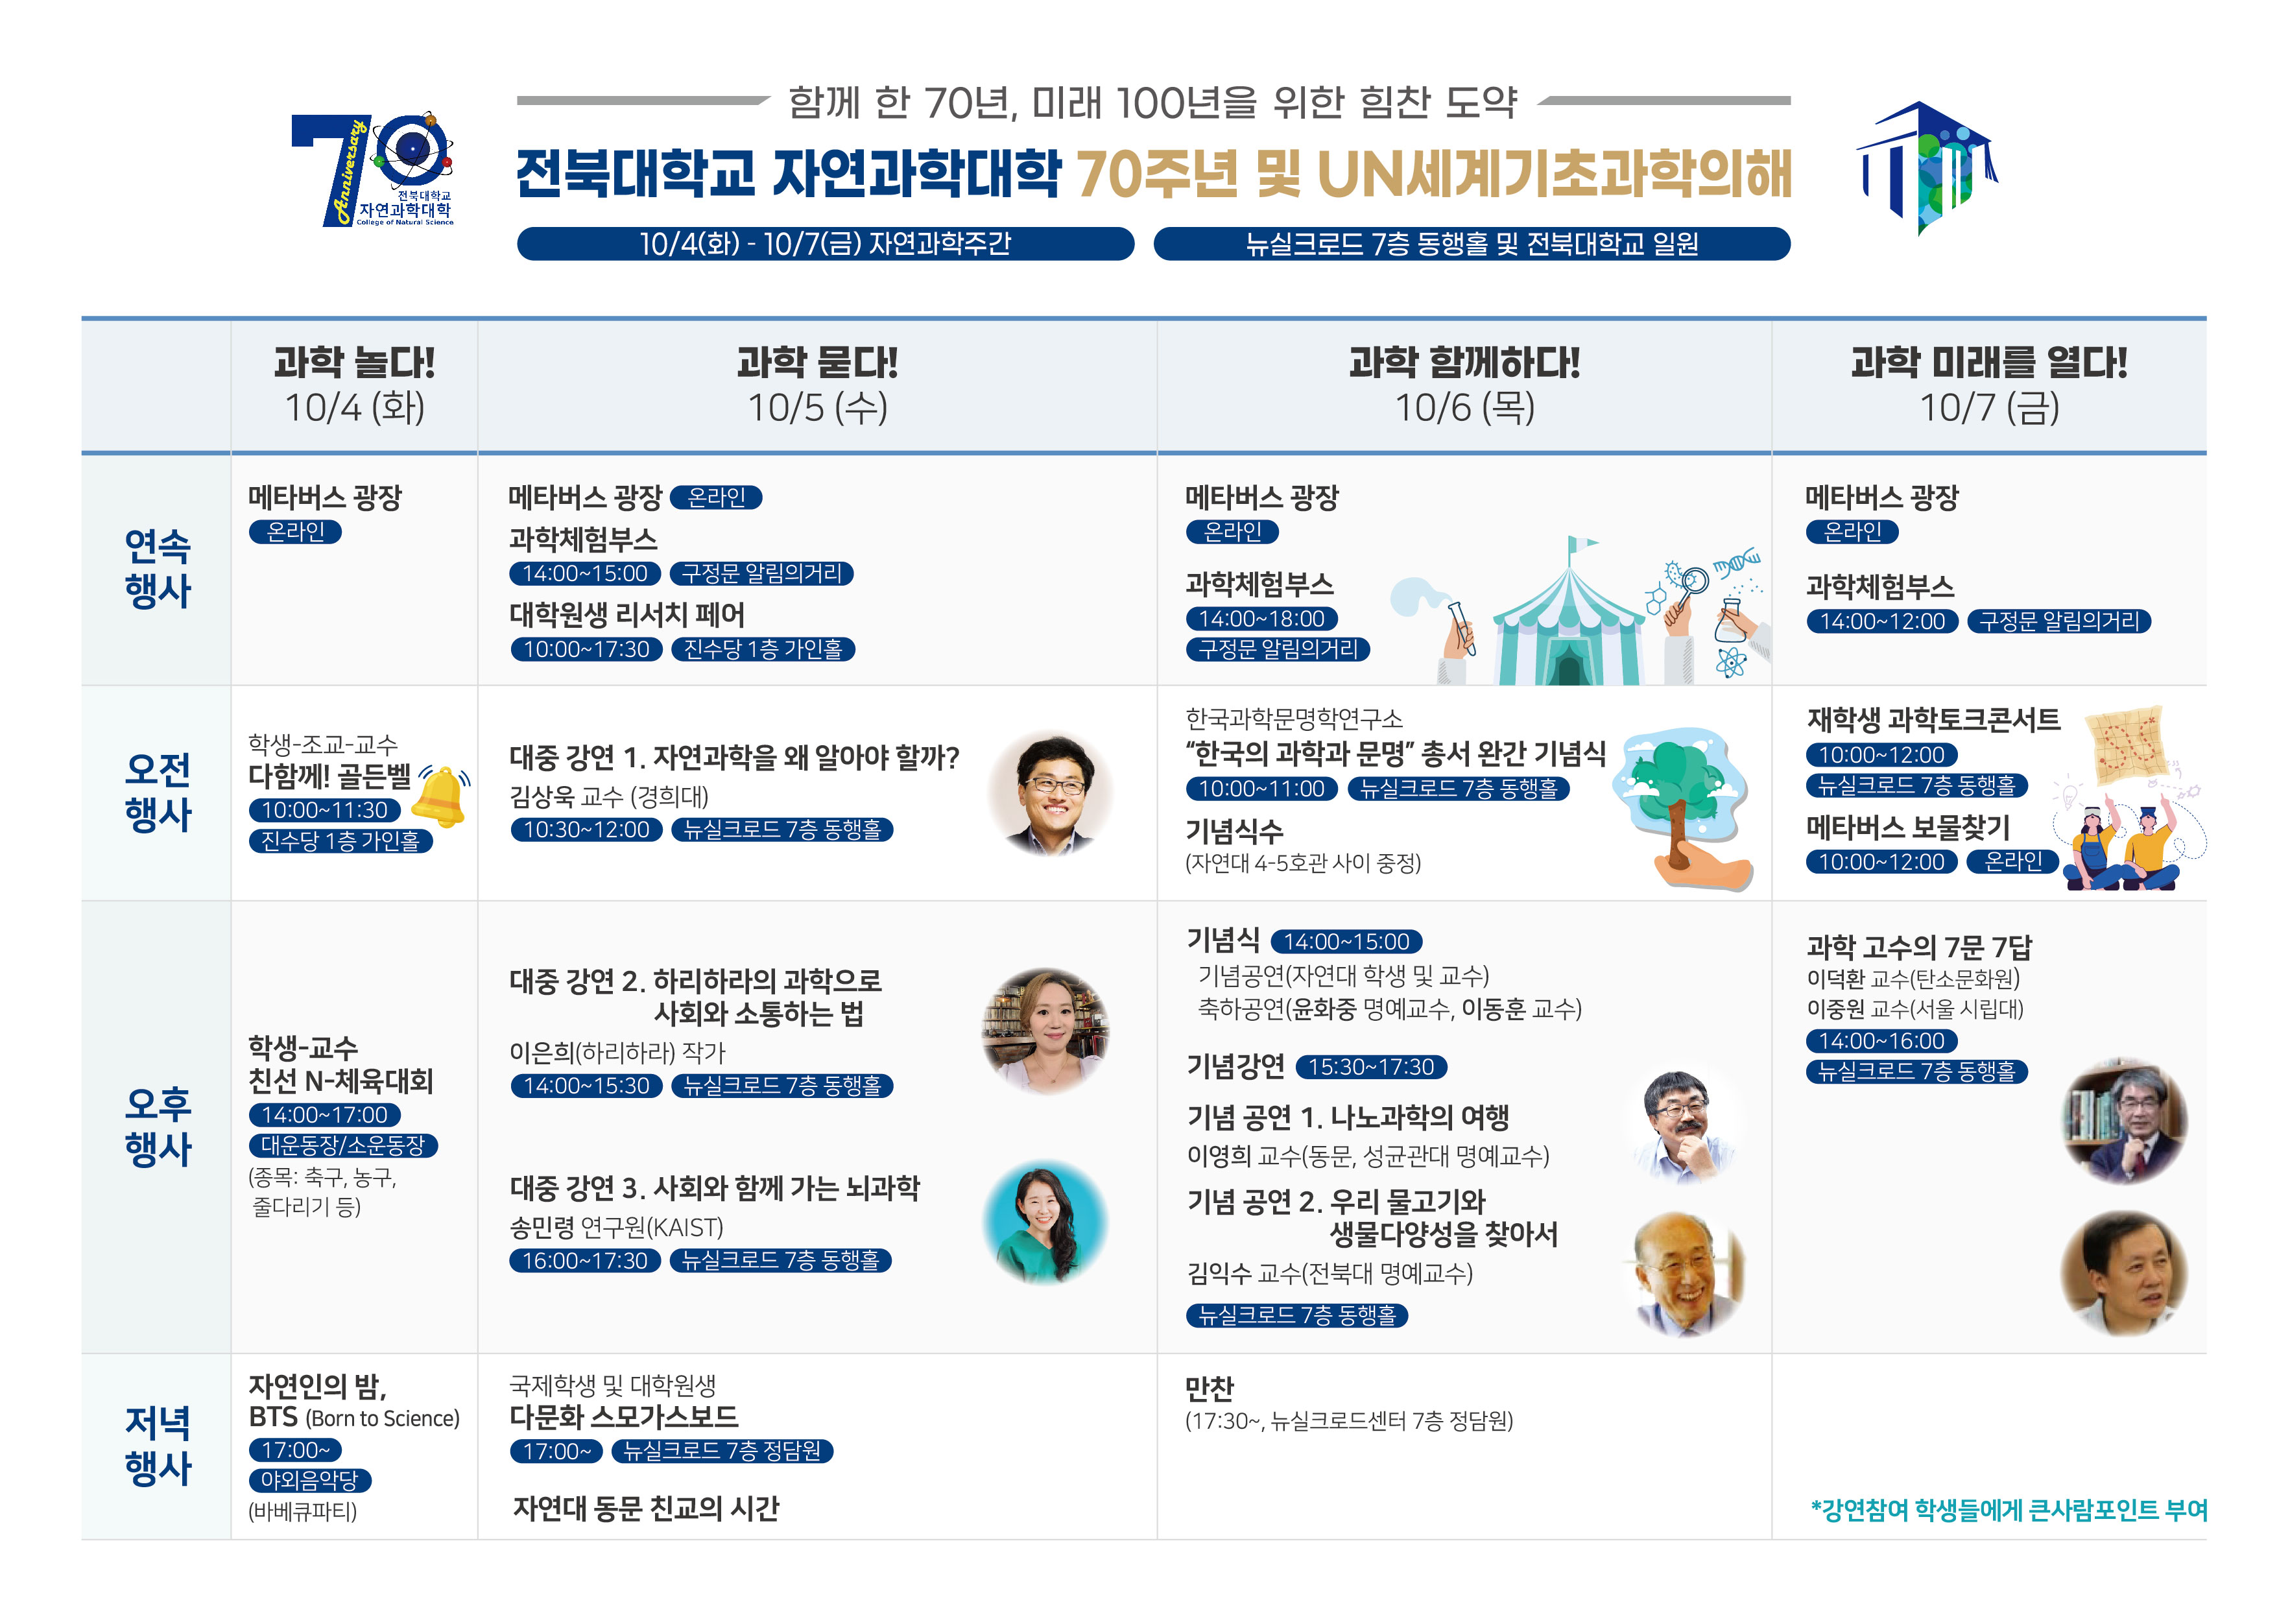 함께 한 70년, 미래 100년을 위한 힘찬 도약
70
Anniversary
전북대학교
자연과학대학
College of Natural Science
전북대학교 자연과학대학 70주년 및 UN세계기초과학의해
10/4(화) - 10/7(금) 자연과학주간
뉴실크로드 7층 동행홀 및 전북대학교 일원
과학 놀다!
10/4 (화)
과학 묻다!
10/5 (수)
과학 함께하다!
10/6 (목)
과학 미래를 열다!
10/7 (금)
연속
행사
메타버스 광장
온라인
메타버스 광장 온라인
과학체험부스
14:00~15:00 구정문 알림의거리
대학원생 리서치 페어
10:00~17:30 진수당 1층 가인홀
메타버스 광장
온라인
과학체험부스
14:00~18:00
구정문 알림의거리
메타버스 광장
온라인
과학체험부스
14:00~12:00 구정문 알림의거리
오전
행사
학생-조교-교수
다함께! 골든벨
10:00~11:30
진수당 1층 가인홀
대중 강연 1. 자연과학을 왜 알아야 할까?
김상욱 교수 (경희대)
10:30~12:00 뉴실크로드 7층 동행홀
한국과학문명학연구소
“한국의 과학과 문명” 총서 완간 기념식
10:00~11:00 뉴실크로드 7층 동행홀
기념식수
(자연대 4-5호관 사이 중정)
재학생 과학토크콘서트
10:00~12:00
뉴실크로드 7층 동행홀
메타버스 보물찾기
10:00~12:00 온라인
오후
행사
학생-교수
친선 N-체육대회
14:00~17:00
대운동장/소운동장
(종목: 축구, 농구,
줄다리기 등)
대중 강연 2. 하리하라의 과학으로
사회와 소통하는 법
이은희(하리하라) 작가
14:00~15:30 뉴실크로드 7층 동행홀
대중 강연 3. 사회와 함께 가는 뇌과학
송민령 연구원(KAIST)
16:00~17:30 뉴실크로드 7층 동행홀
기념식 14:00~15:00
기념공연(자연대 학생 및 교수)
축하공연(윤화중 명예교수, 이동훈 교수)
기념강연 15:30~17:30
기념 공연 1. 나노과학의 여행
이영희 교수(동문, 성균관대 명예교수)
기념 공연 2. 우리 물고기와
생물다양성을 찾아서
김익수 교수(전북대 명예교수)
뉴실크로드 7층 동행홀
과학 고수의 7문 7답
이덕환 교수(탄소문화원)
이중원 교수(서울 시립대)
14:00~16:00
뉴실크로드 7층 동행홀
저녁
행사
자연인의 밤,
BTS (Born to Science)
17:00~
야외음악당
(바베큐파티)
국제학생 및 대학원생
다문화 스모가스보드
17:00~ 뉴실크로드 7층 정담원
자연대 동문 친교의 시간
만찬
(17:30~, 뉴실크로드센터 7층 정담원)
*강연참여 학생들에게 큰사람포인트 부여